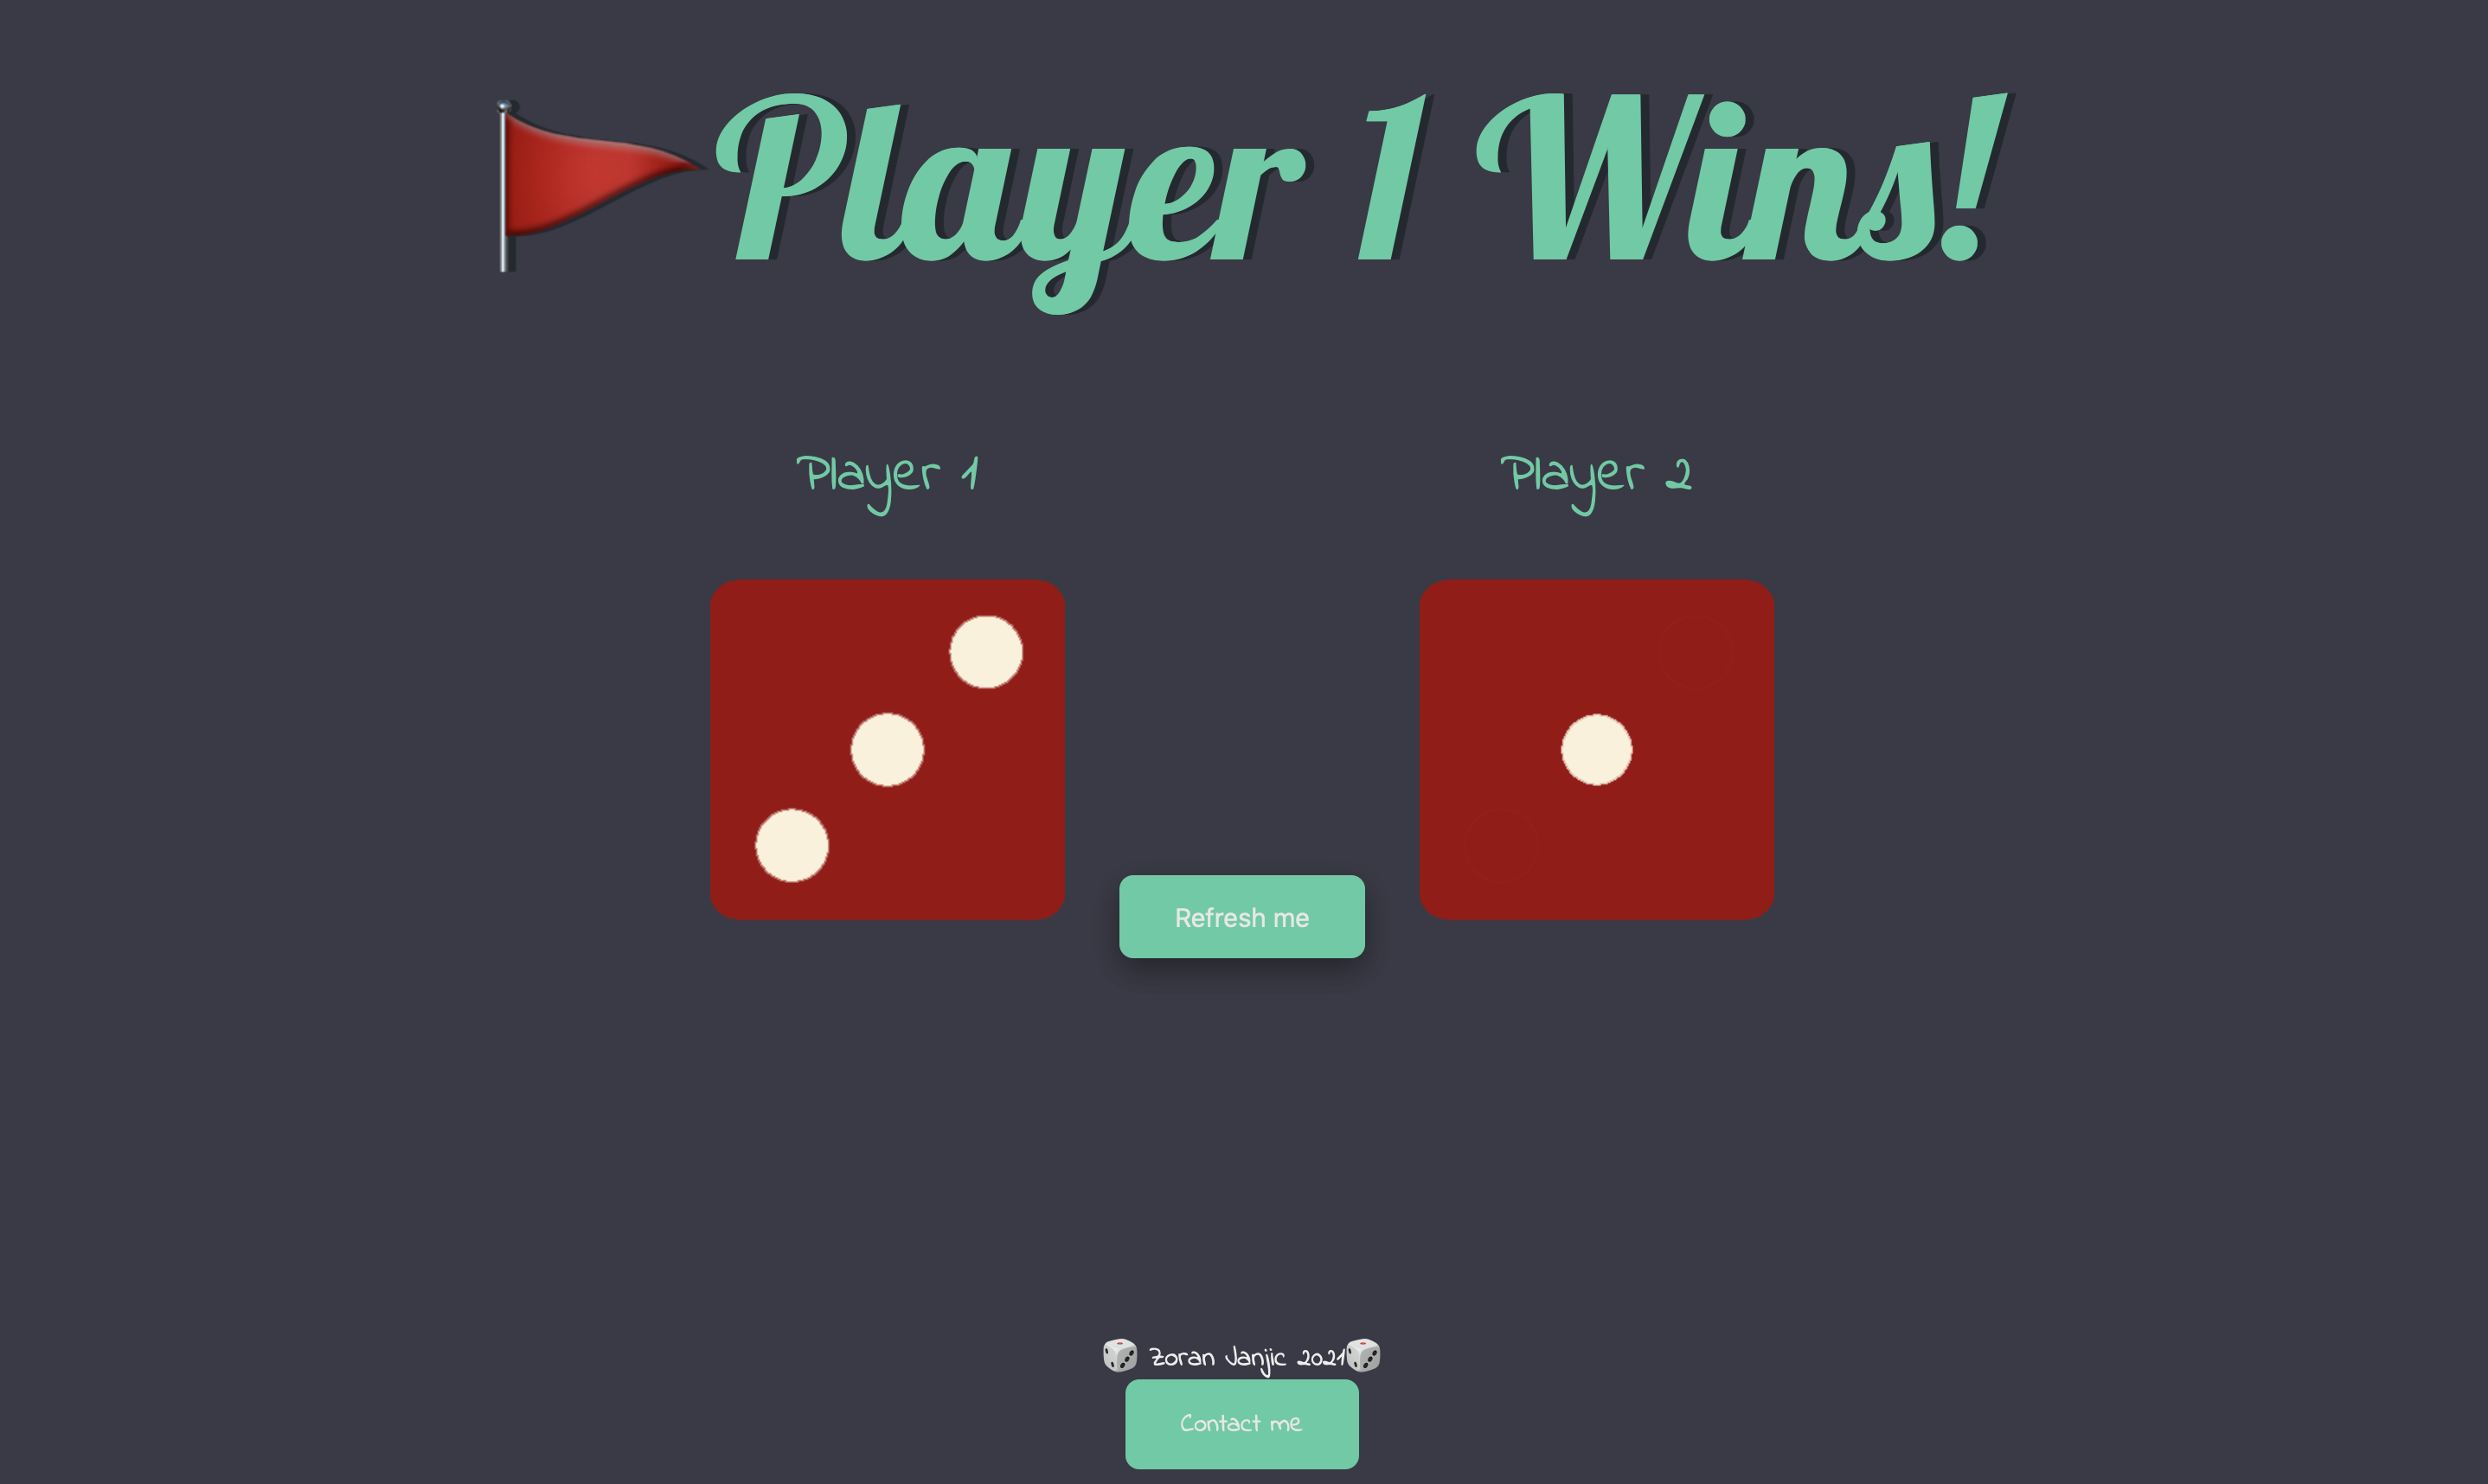 Player 1 Wins!
Player 1
Player 2
Refresh me
Zoran Vanjic 2021
Contact me